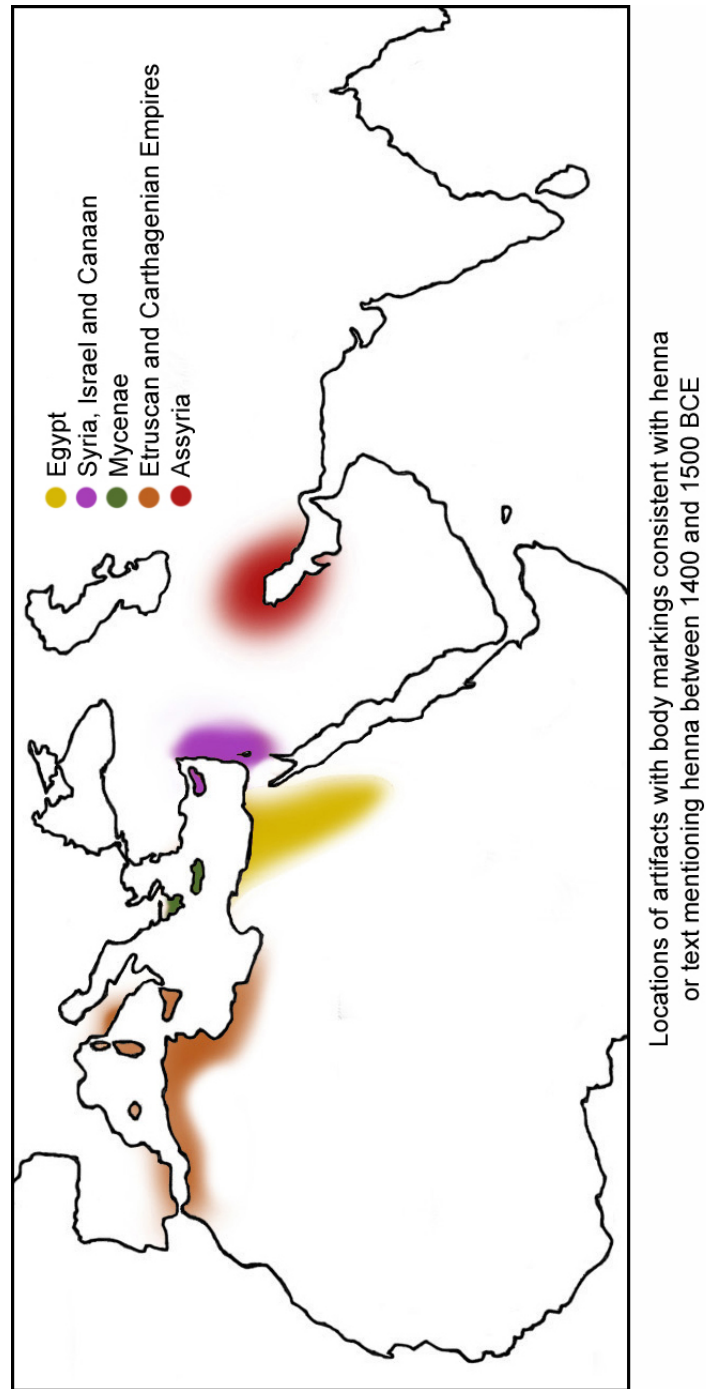 Egypt
Syria, Israel and Canaan
Mycenae
Etruscan and Carthagenian Empires
Assyria
Locations of artifacts with body markings consistent with henna
or text mentioning henna between 1400 and 1500 BCE